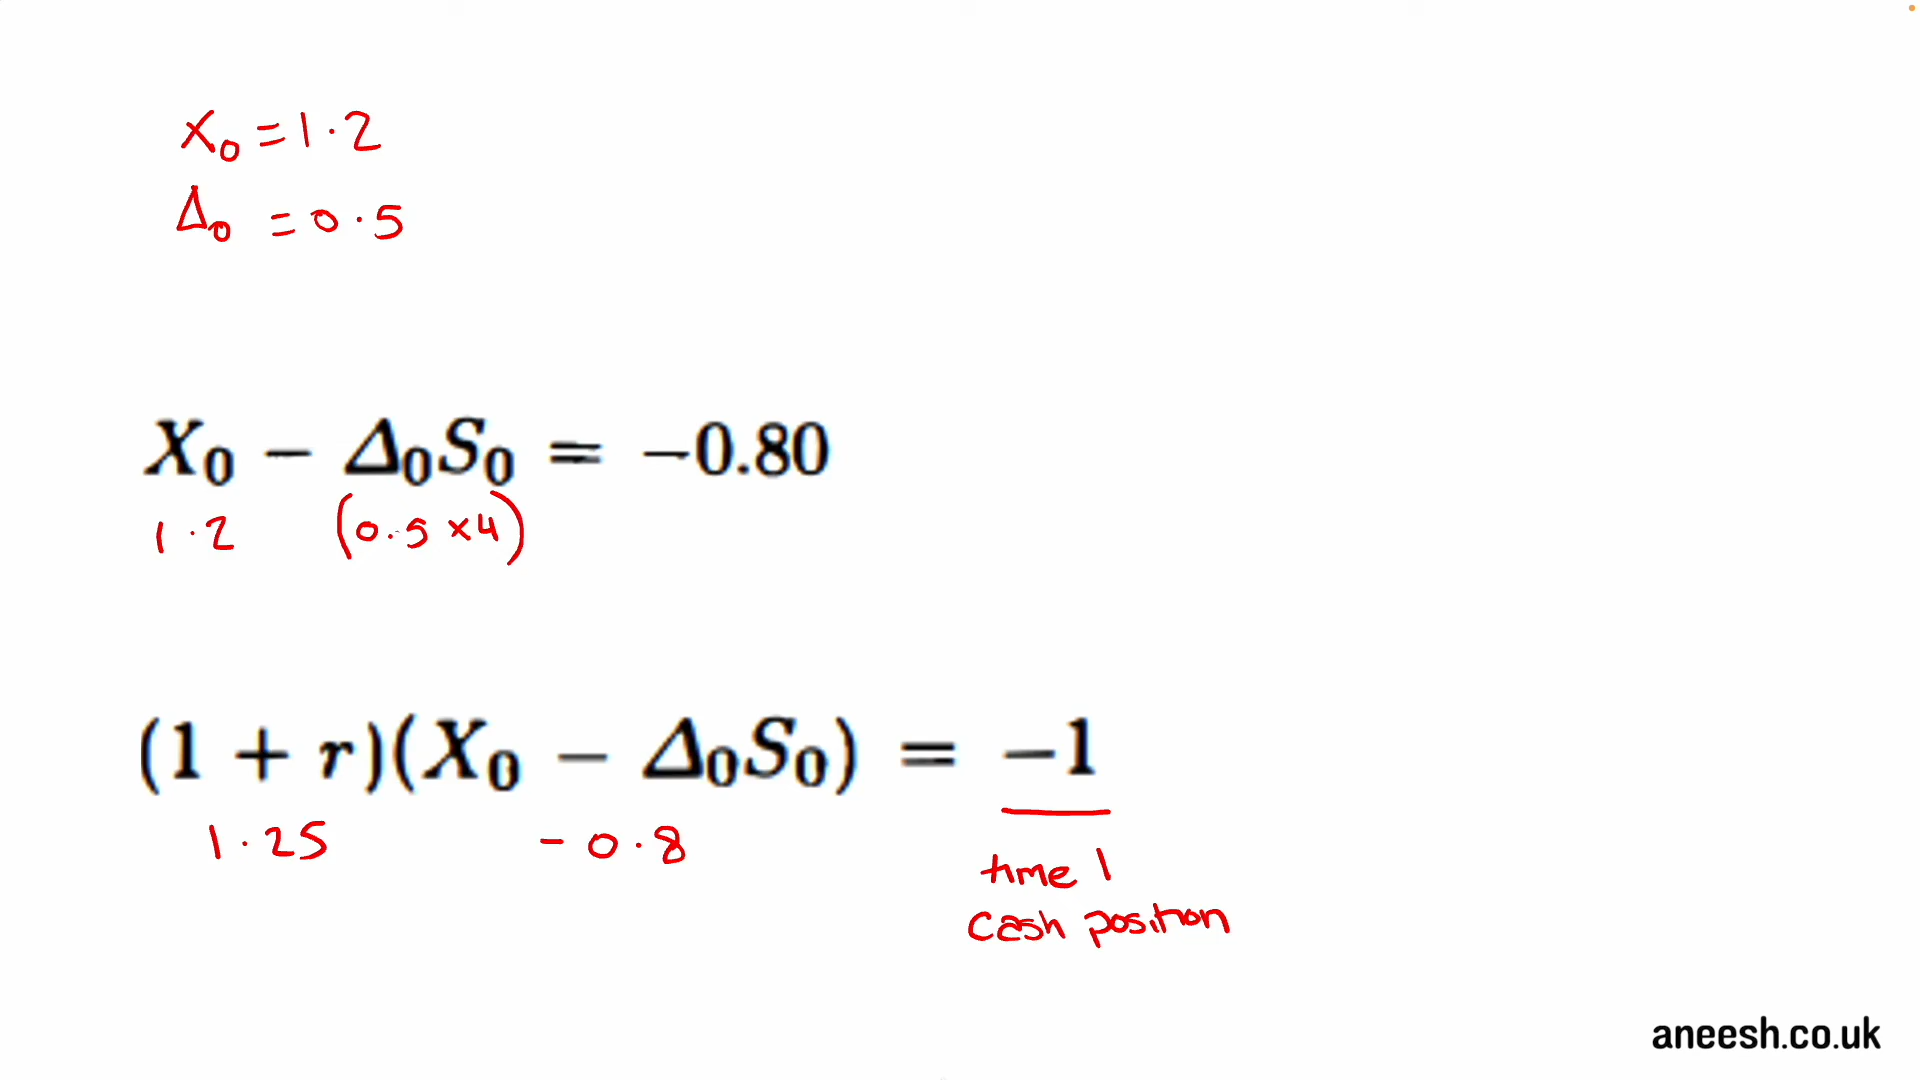 X₀ = 1.2
Δ₀ = 0.5
X₀ − Δ₀S₀ = −0.80
1.2 (0.5 × 4)
(1 + r)(X₀ − Δ₀S₀) = −1
1.25 - 0.8
time 1
cash position
aneesh.co.uk